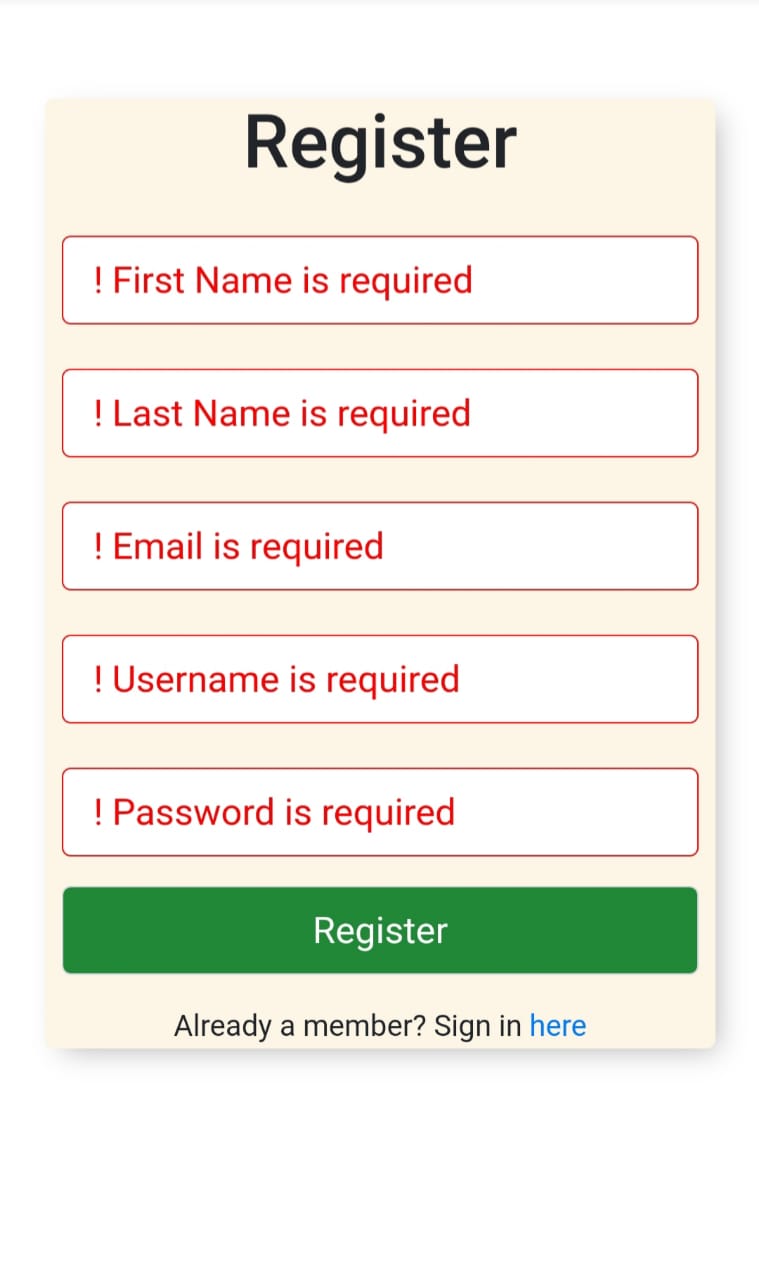 Register
! First Name is required
! Last Name is required
! Email is required
! Username is required
! Password is required
Register
Already a member? Sign in here